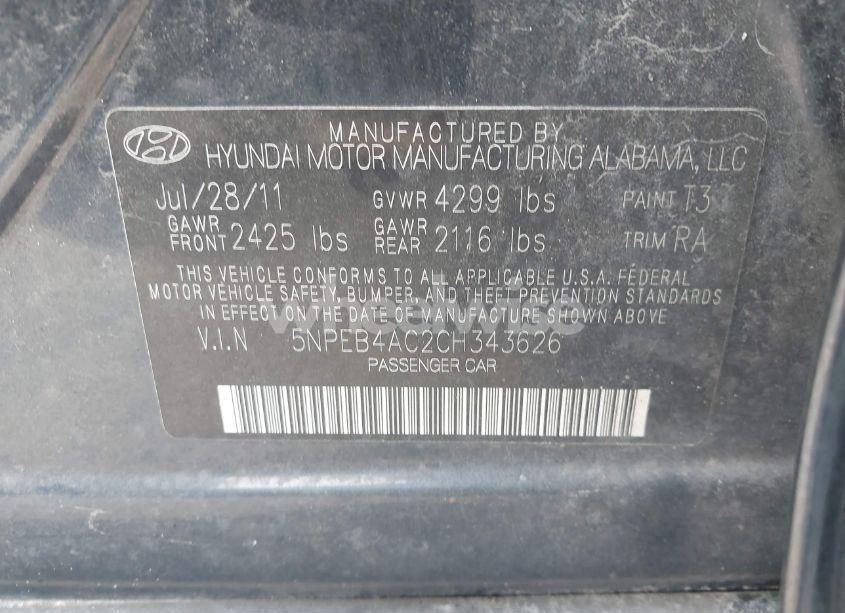 MANUFACTURED BY
HYUNDAI MOTOR MANUFACTURING ALABAMA, LLC
Jul/28/11 GVWR 4299 lbs PAINT T3
GAWR FRONT 2425 lbs GAWR REAR 2116 lbs TRIM RA
THIS VEHICLE CONFORMS TO ALL APPLICABLE U.S.A. FEDERAL
MOTOR VEHICLE SAFETY, BUMPER, AND THEFT PREVENTION STANDARDS
IN EFFECT ON THE DATE OF MANUFACTURE SHOWN ABOVE
V.I.N 5NPEB4AC2CH343626
PASSENGER CAR